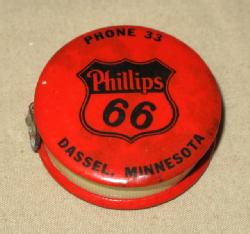 PHONE 33
Phillips
66
DASSEL, MINNESOTA